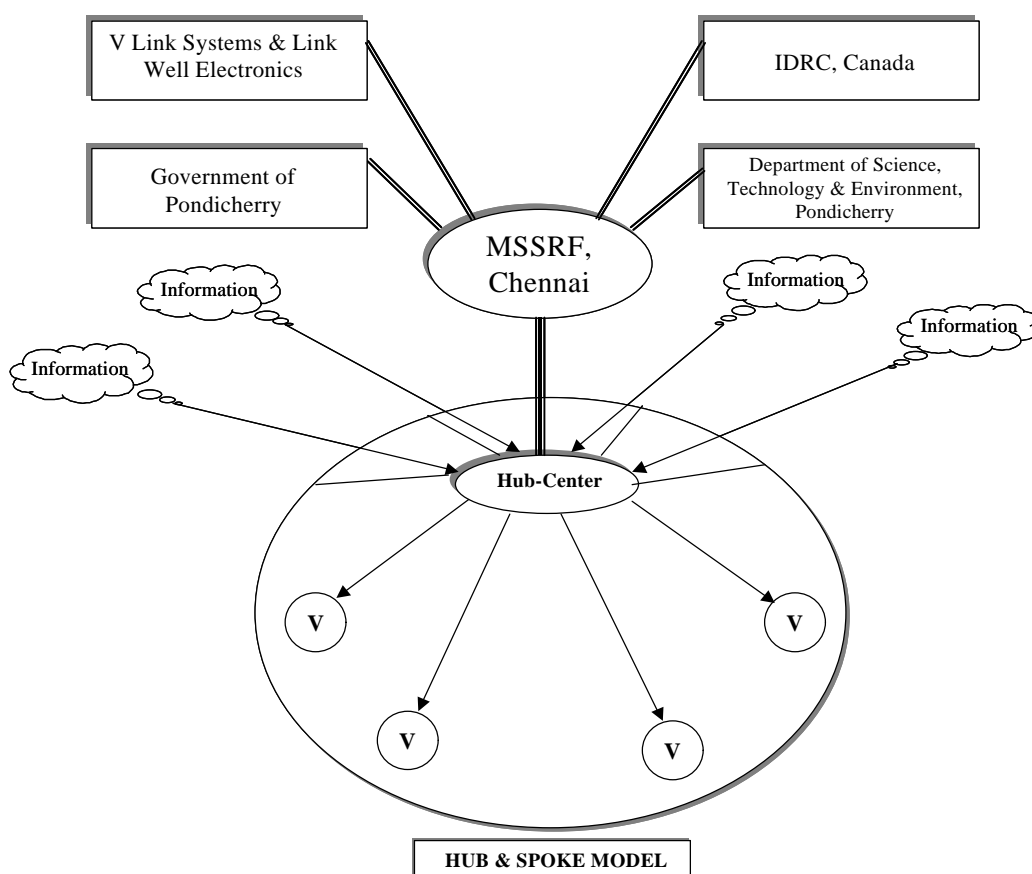 V Link Systems & Link
Well Electronics
IDRC, Canada
Government of
Pondicherry
Department of Science,
Technology & Environment,
Pondicherry
MSSRF,
Chennai
Information
Information
Information
Information
Hub-Center
V
V
V
V
HUB & SPOKE MODEL